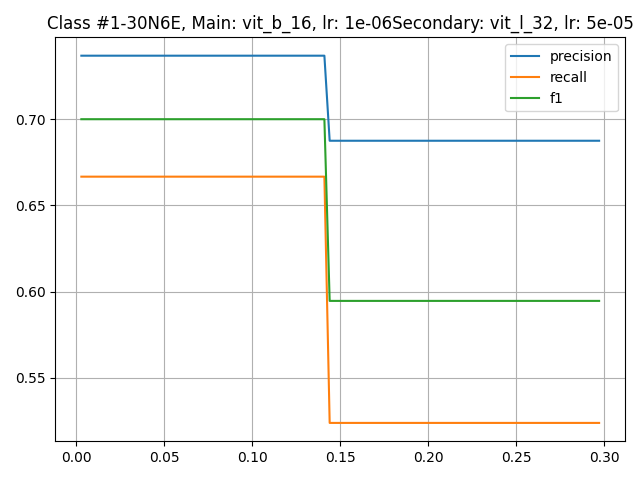 Class #1-30N6E, Main: vit_b_16, lr: 1e-06Secondary: vit_l_32, lr: 5e-05
precision
recall
f1
0.70
0.65
0.60
0.55
0.00 0.05 0.10 0.15 0.20 0.25 0.30